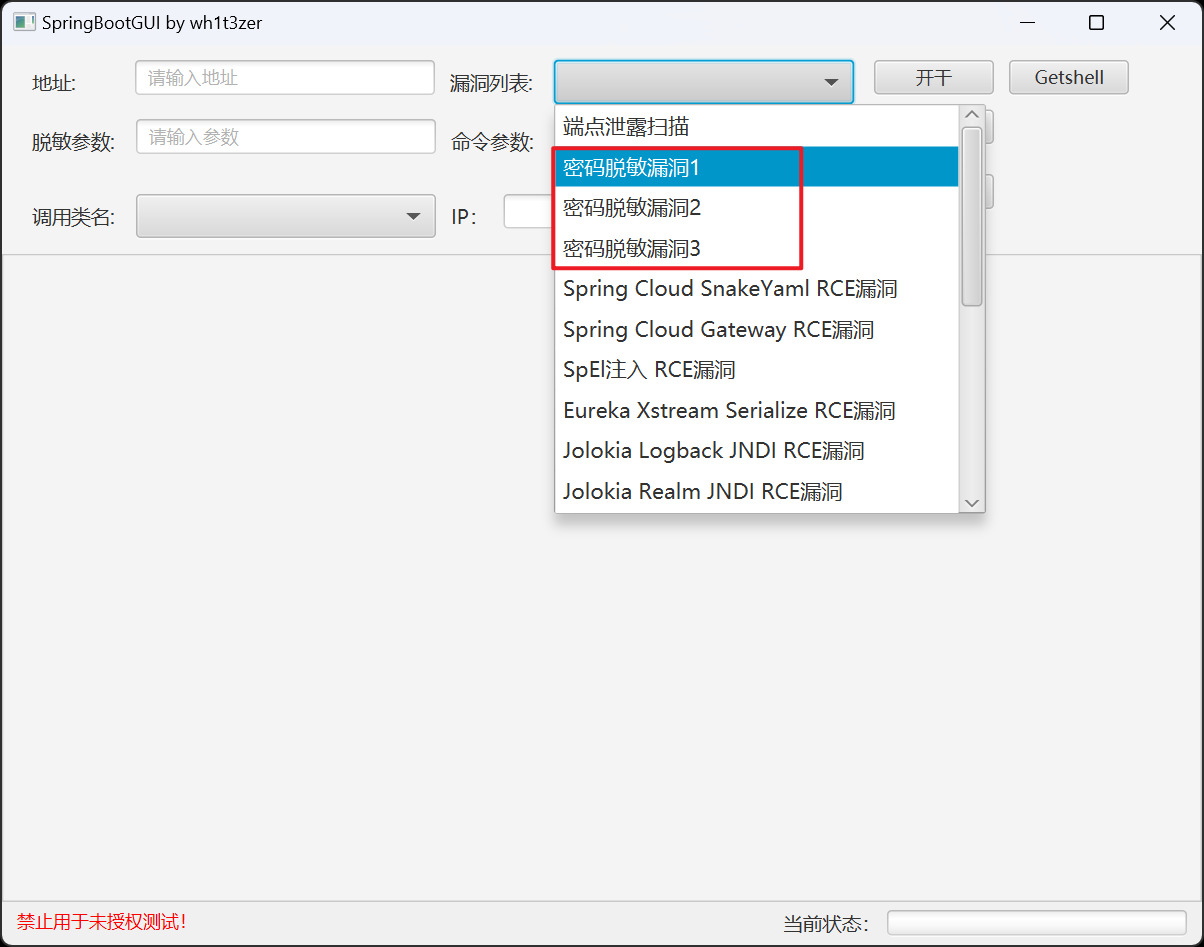 SpringBootGUI by wh1t3zer
地址: 请输入地址 漏洞列表: 开干 Getshell
脱敏参数: 请输入参数 命令参数:
调用类名: IP:
端点泄露扫描
密码脱敏漏洞1
密码脱敏漏洞2
密码脱敏漏洞3
Spring Cloud SnakeYaml RCE漏洞
Spring Cloud Gateway RCE漏洞
SpEl注入 RCE漏洞
Eureka Xstream Serialize RCE漏洞
Jolokia Logback JNDI RCE漏洞
Jolokia Realm JNDI RCE漏洞
禁止用于未授权测试! 当前状态: